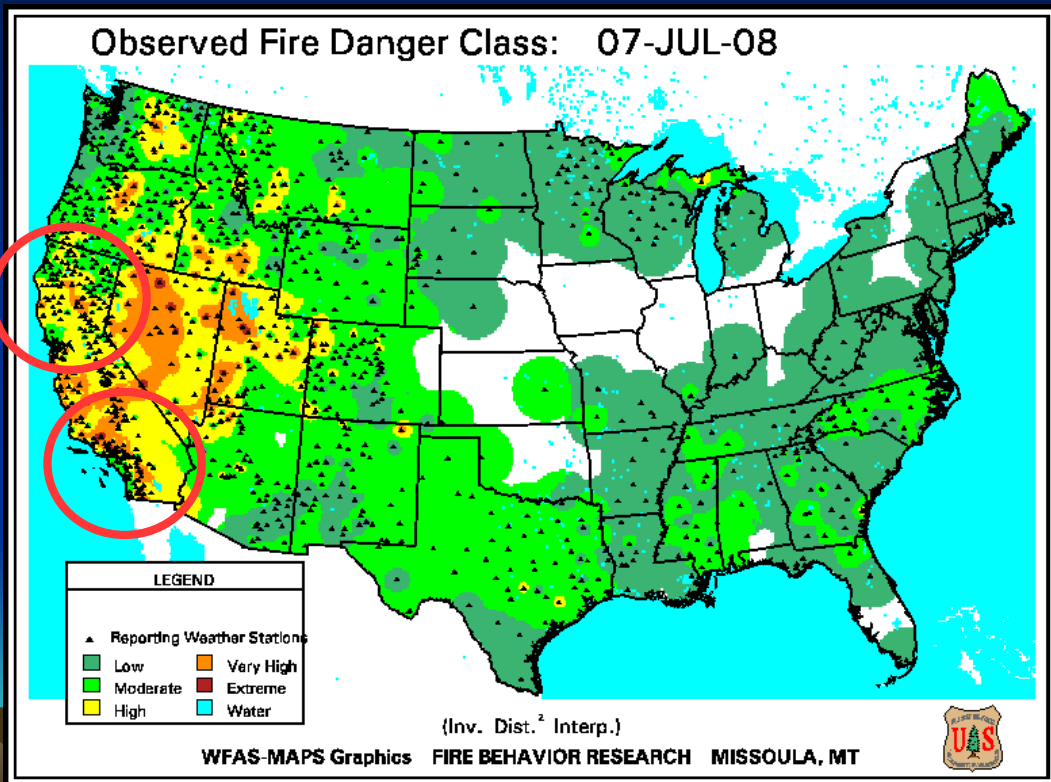 Observed Fire Danger Class: 07-JUL-08
LEGEND
Reporting Weather Stations
Low
Very High
Moderate
Extreme
High
Water
(Inv. Dist.² Interp.)
WFAS-MAPS Graphics FIRE BEHAVIOR RESEARCH MISSOULA, MT
U S